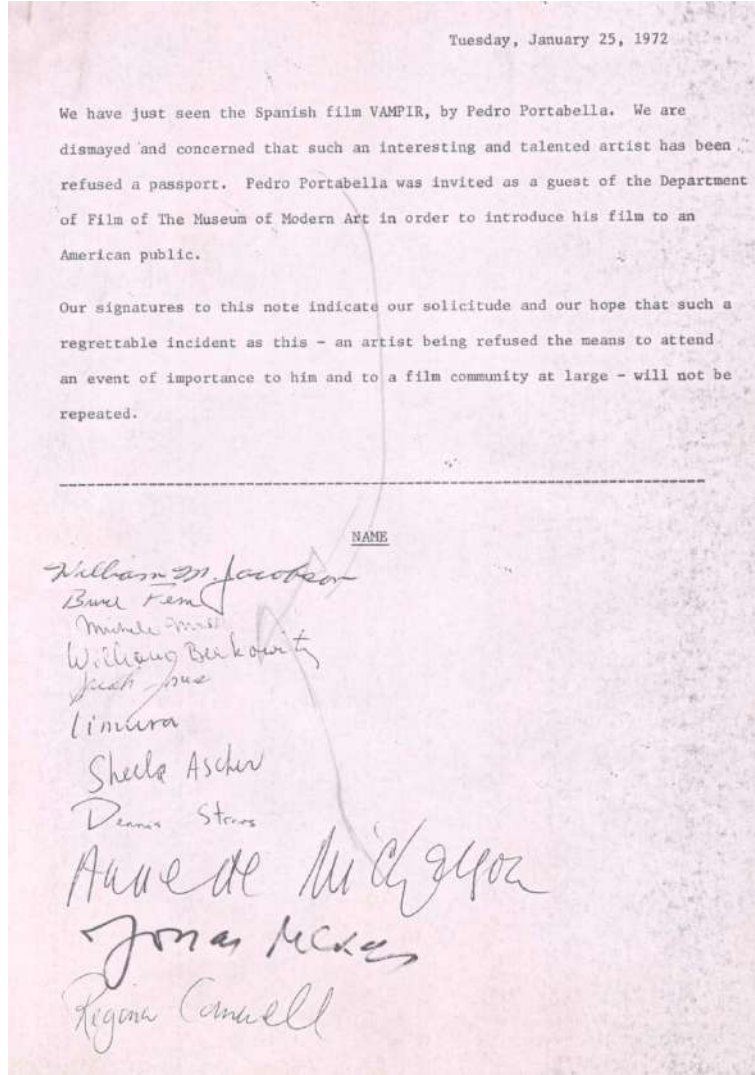 Tuesday, January 25, 1972
We have just seen the Spanish film VAMPIR, by Pedro Portabella. We are
dismayed and concerned that such an interesting and talented artist has been
refused a passport. Pedro Portabella was invited as a guest of the Department
of Film of The Museum of Modern Art in order to introduce his film to an
American public.
Our signatures to this note indicate our solicitude and our hope that such a
regrettable incident as this - an artist being refused the means to attend
an event of importance to him and to a film community at large - will not be
repeated.
NAME
William M. Jacobson
Michele
William Berkowitz
Iimura
Sheila Ascher
Dennis Straus
Annette Michelson
Jonas Mekas
Regina Cornwell